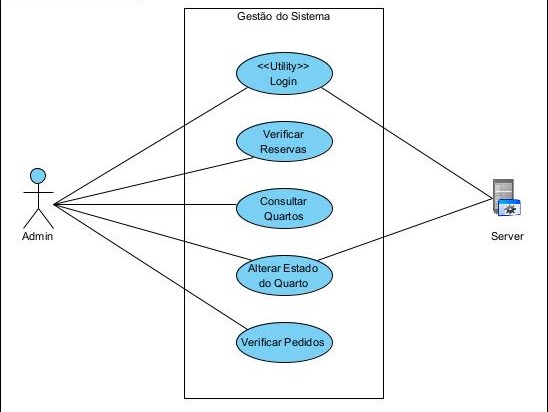 Gestão do Sistema
<<Utility>>
Login
Verificar
Reservas
Consultar
Quartos
Admin
Server
Alterar Estado
do Quarto
Verificar Pedidos